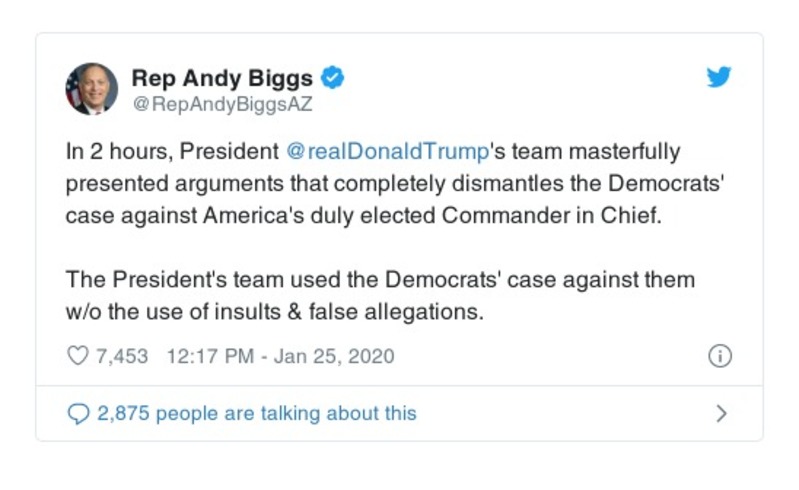 Rep Andy Biggs
@RepAndyBiggsAZ
In 2 hours, President @realDonaldTrump's team masterfully
presented arguments that completely dismantles the Democrats'
case against America's duly elected Commander in Chief.
The President's team used the Democrats' case against them
w/o the use of insults & false allegations.
7,453 12:17 PM - Jan 25, 2020
2,875 people are talking about this